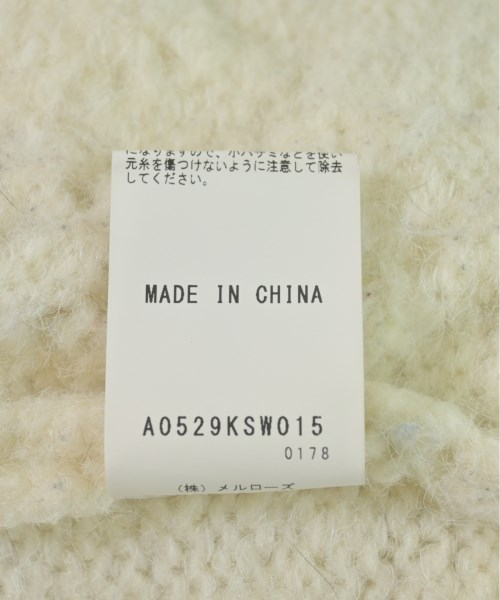 になりますので、小バサミなどを使い
元糸を傷つけないように注意して除去
してください。
MADE IN CHINA
A0529KSW015
0178
(株) メルローズ